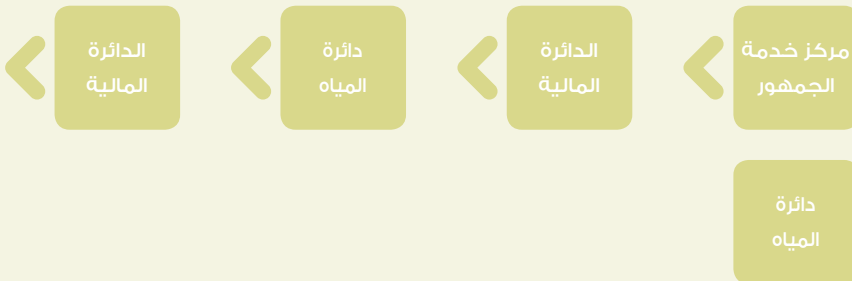 مركز خدمة
الجمهور
الدائرة
المالية
دائرة
المياه
الدائرة
المالية
دائرة
المياه